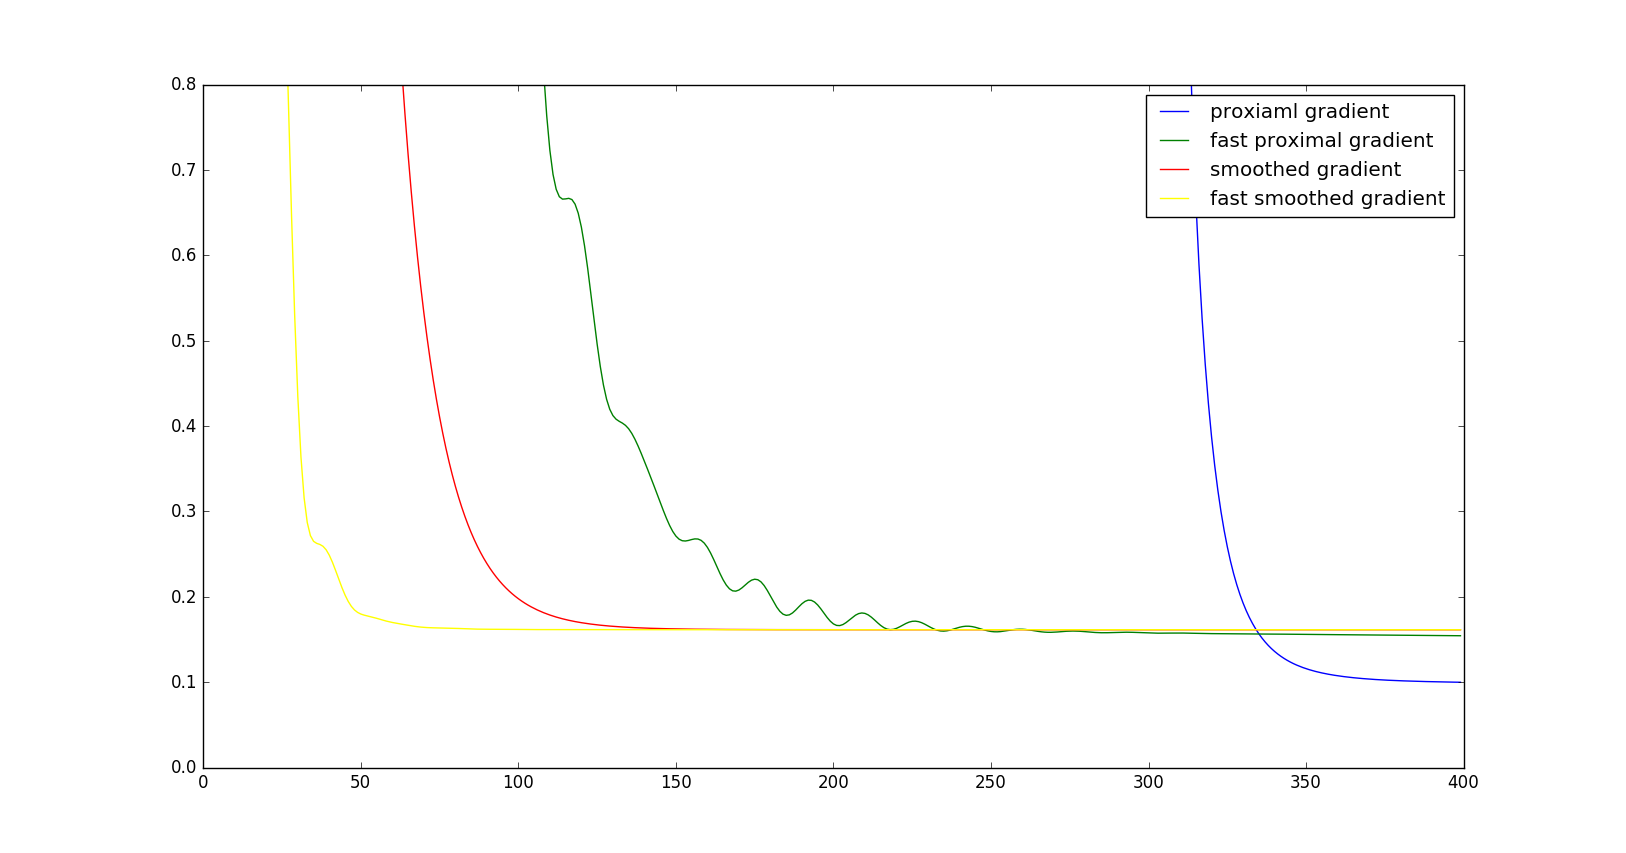 0.8
0.7
0.6
0.5
0.4
0.3
0.2
0.1
0.0
0 50 100 150 200 250 300 350 400
proxiaml gradient
fast proximal gradient
smoothed gradient
fast smoothed gradient